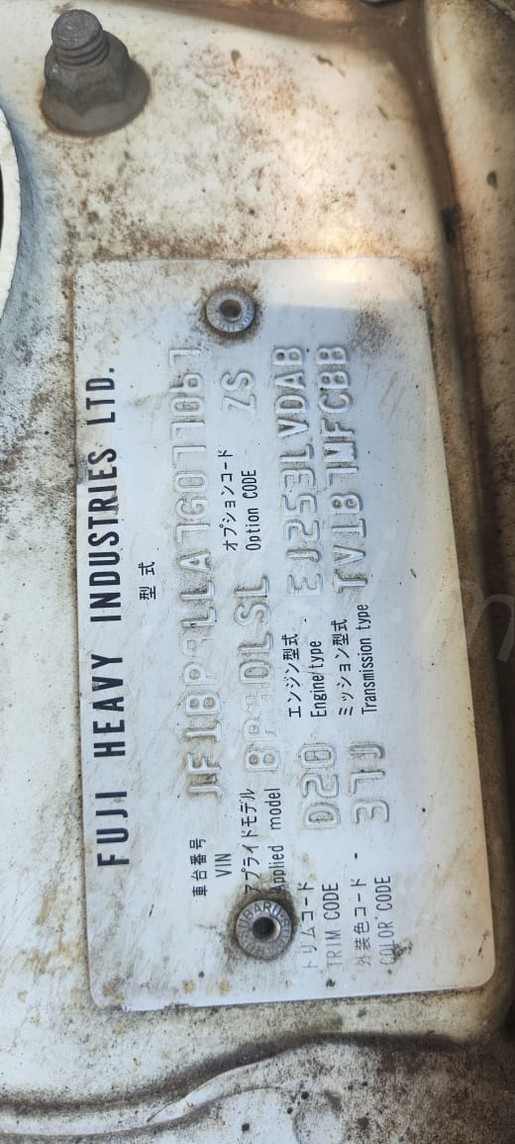 FUJI HEAVY INDUSTRIES LTD.
型式
車台番号
VIN
アプライドモデル オプションコード ZS
Applied model BP9DLSL Option CODE
トリムコード エンジン型式
TRIM CODE D20 Engine type EJ253LVDAB
外装色コード ミッション型式
COLOR CODE 37J Transmission type TV1B7MFCBB
SUBARU